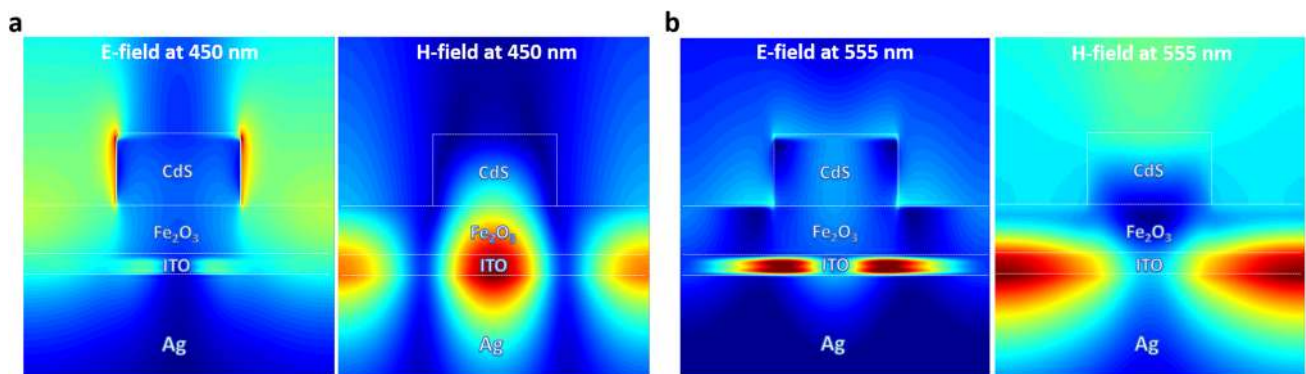 a
E-field at 450 nm
H-field at 450 nm
CdS
CdS
Fe₂O₃
Fe₂O₃
ITO
ITO
Ag
Ag
b
E-field at 555 nm
H-field at 555 nm
CdS
CdS
Fe₂O₃
Fe₂O₃
ITO
ITO
Ag
Ag